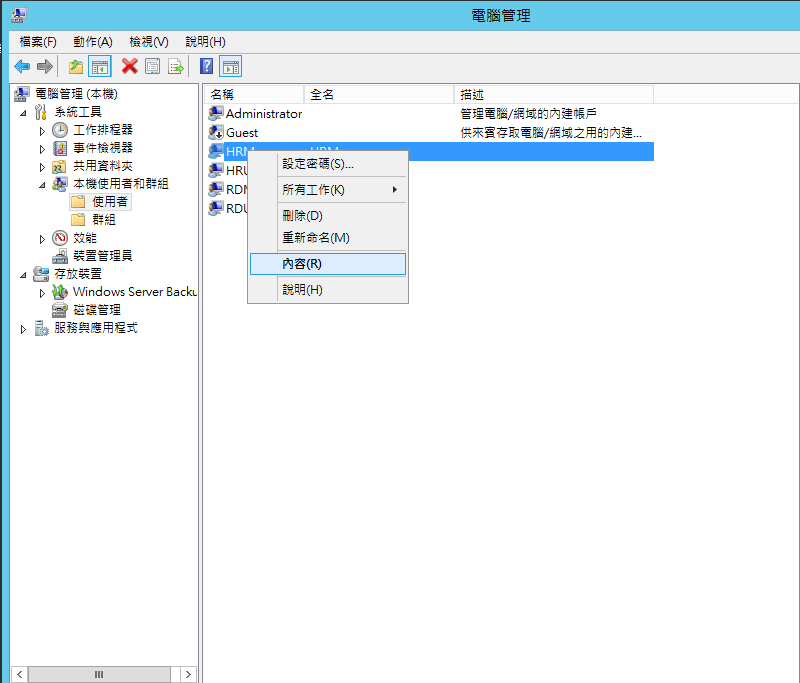 電腦管理
檔案(F) 動作(A) 檢視(V) 說明(H)
電腦管理 (本機)
系統工具
工作排程器
事件檢視器
共用資料夾
本機使用者和群組
使用者
群組
效能
裝置管理員
存放裝置
Windows Server Backu
磁碟管理
服務與應用程式
名稱 全名 描述
Administrator 管理電腦/網域的內建帳戶
Guest 供來賓存取電腦/網域之用的內建...
HRM HRM
HRU
RDM
RDU
設定密碼(S)...
所有工作(K)
刪除(D)
重新命名(M)
內容(R)
說明(H)